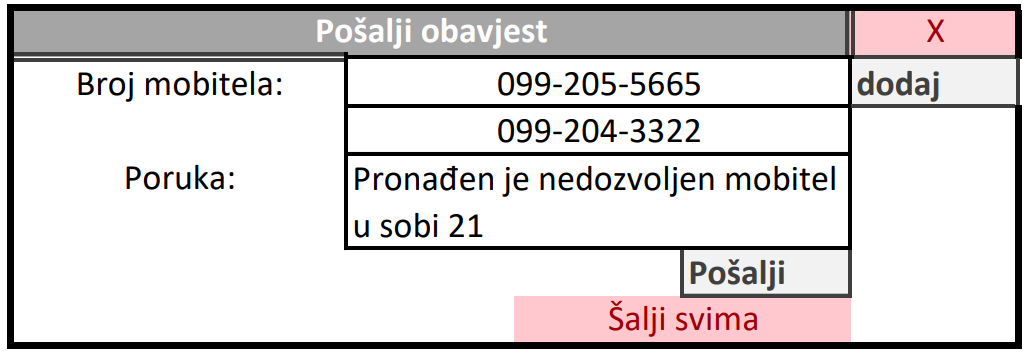 Pošalji obavjest X
Broj mobitela: 099-205-5665 dodaj
099-204-3322
Poruka: Pronađen je nedozvoljen mobitel
u sobi 21
Pošalji
Šalji svima